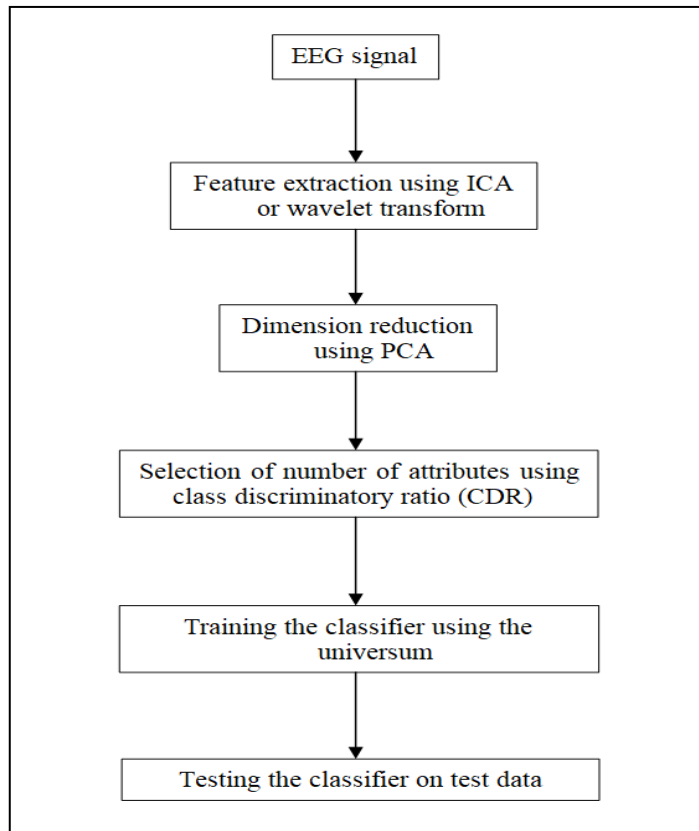 EEG signal
Feature extraction using ICA
or wavelet transform
Dimension reduction
using PCA
Selection of number of attributes using
class discriminatory ratio (CDR)
Training the classifier using the
universum
Testing the classifier on test data